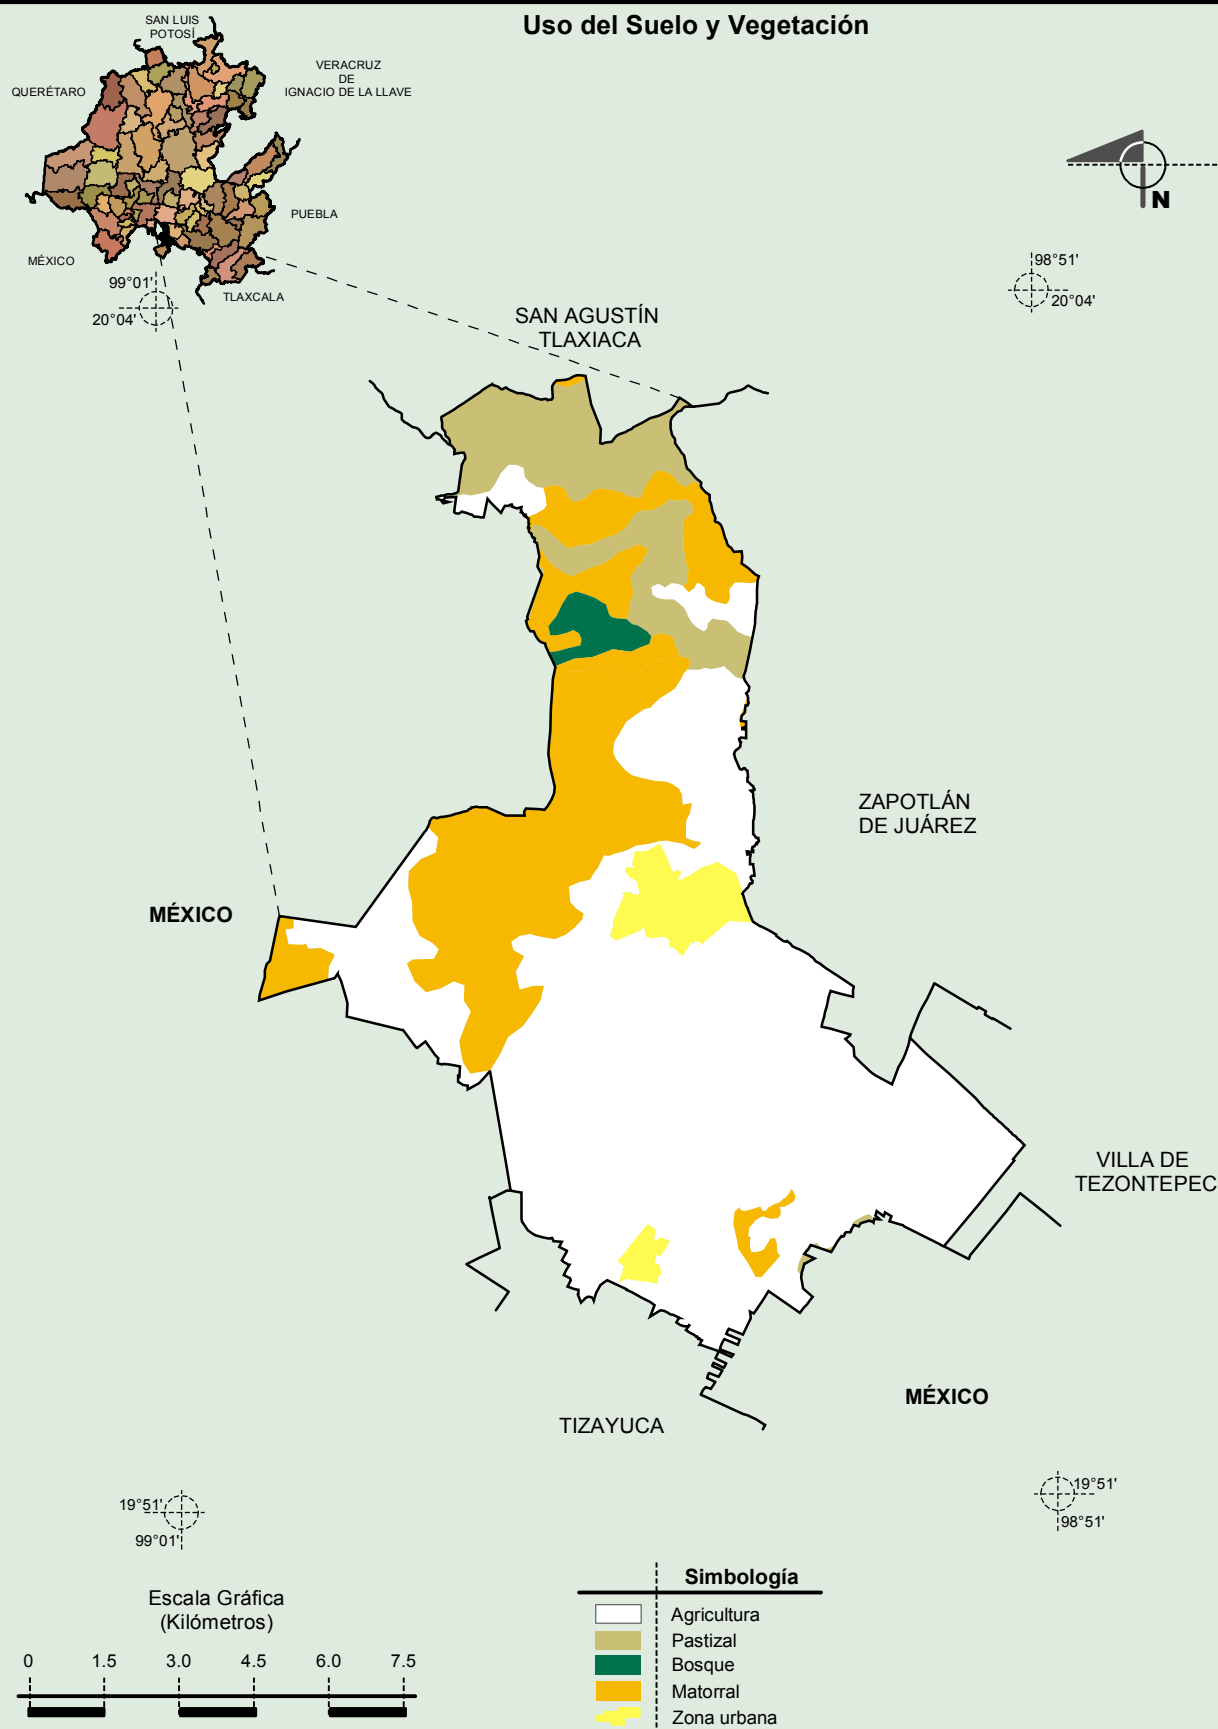 Uso del Suelo y Vegetación
SAN LUIS
POTOSÍ
VERACRUZ
DE
IGNACIO DE LA LLAVE
QUERÉTARO
PUEBLA
MÉXICO
TLAXCALA
N
99°01'
20°04'
98°51'
20°04'
SAN AGUSTÍN
TLAXIACA
ZAPOTLÁN
DE JUÁREZ
MÉXICO
VILLA DE
TEZONTEPEC
MÉXICO
TIZAYUCA
19°51'
99°01'
19°51'
98°51'
Escala Gráfica
(Kilómetros)
0 1.5 3.0 4.5 6.0 7.5
Simbología
Agricultura
Pastizal
Bosque
Matorral
Zona urbana